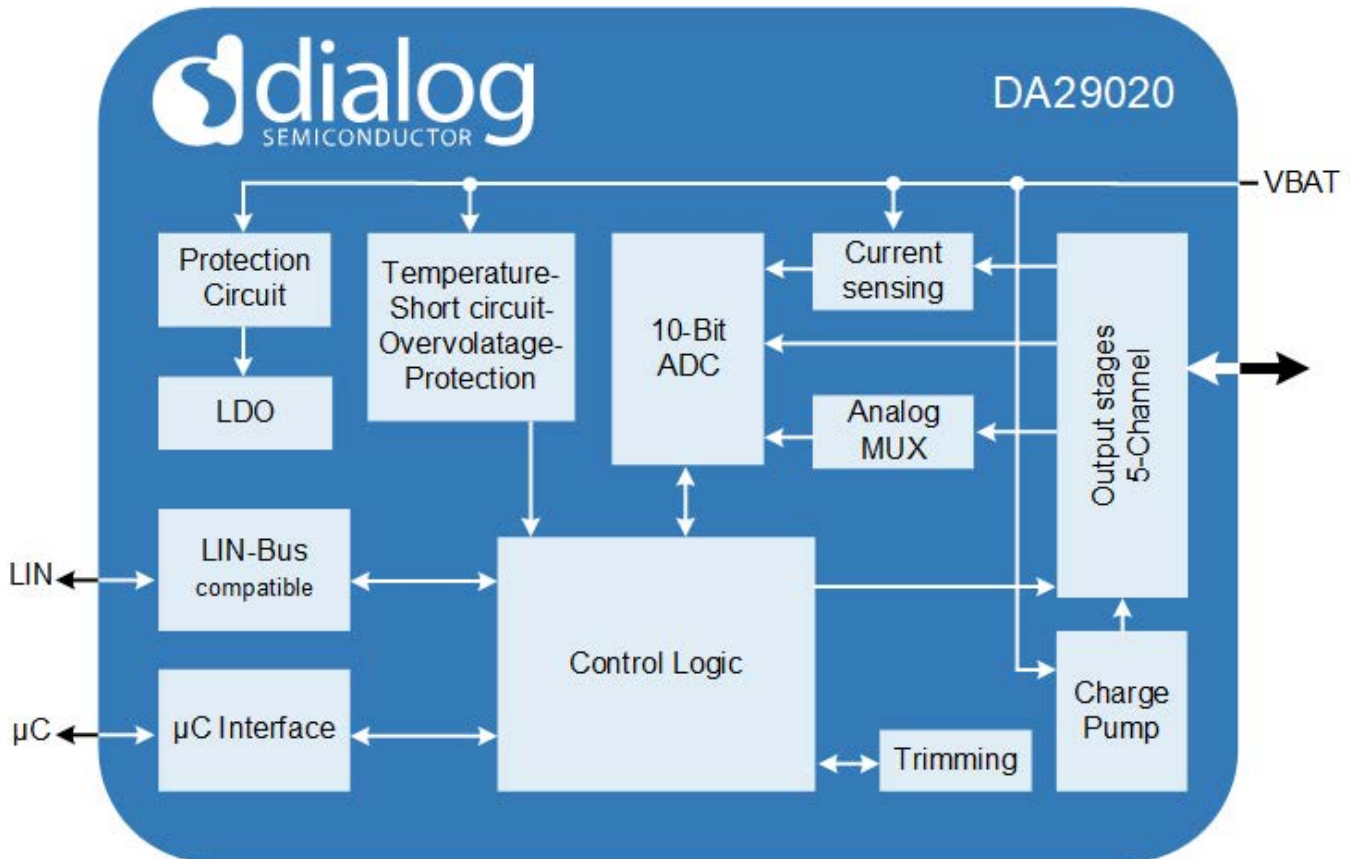 dialog
SEMICONDUCTOR
DA29020
VBAT
Protection
Circuit
LDO
Temperature-
Short circuit-
Overvolatage-
Protection
10-Bit
ADC
Current
sensing
Analog
MUX
Output stages
5-Channel
LIN
LIN-Bus
compatible
µC
µC Interface
Control Logic
Trimming
Charge
Pump